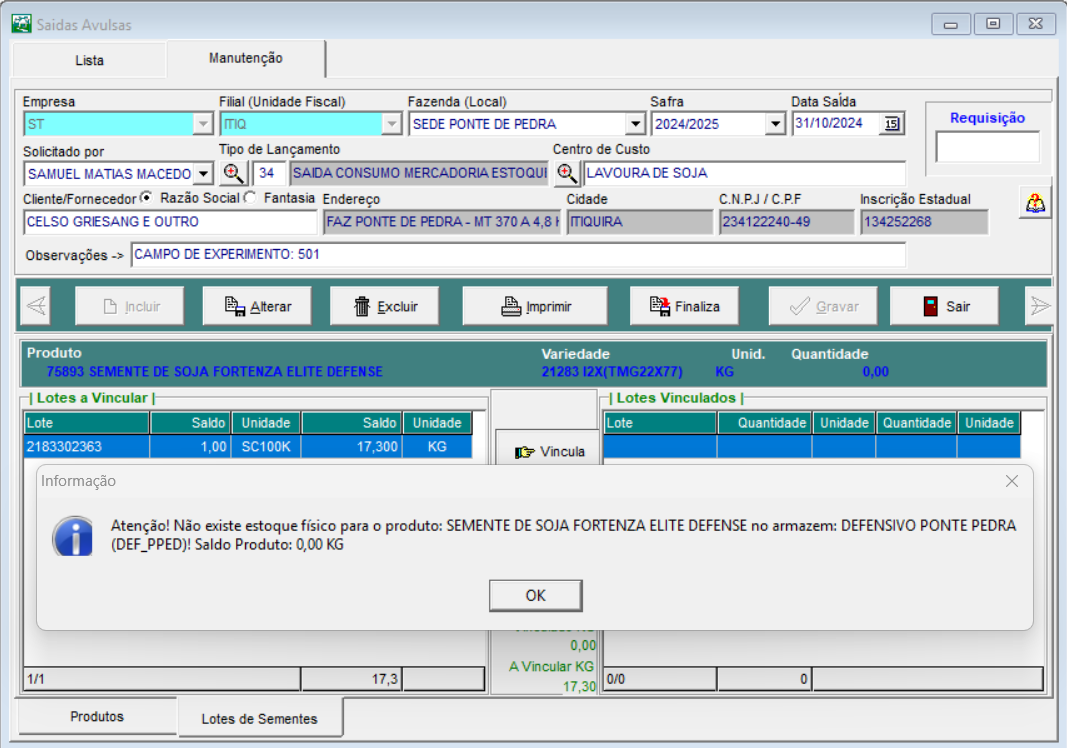 Saidas Avulsas
Lista
Manutenção
Empresa
Filial (Unidade Fiscal)
Fazenda (Local)
Safra
Data Saída
ST
ITIQ
SEDE PONTE DE PEDRA
2024/2025
31/10/2024
15
Requisição
Solicitado por
Tipo de Lançamento
Centro de Custo
SAMUEL MATIAS MACEDO
34
SAIDA CONSUMO MERCADORIA ESTOQUI
LAVOURA DE SOJA
Cliente/Fornecedor
Razão Social
Fantasia
Endereço
Cidade
C.N.P.J / C.P.F
Inscrição Estadual
CELSO GRIESANG E OUTRO
FAZ PONTE DE PEDRA - MT 370 A 4,8
ITIQUIRA
234122240-49
134252268
Observações ->
CAMPO DE EXPERIMENTO: 501
Incluir
Alterar
Excluir
Imprimir
Finaliza
Gravar
Sair
Produto
Variedade
Unid.
Quantidade
75893 SEMENTE DE SOJA FORTENZA ELITE DEFENSE
21283 I2X(TMG22X77)
KG
0,00
| Lotes a Vincular |
Lote
Saldo
Unidade
Saldo
Unidade
2183302363
1,00
SC100K
17,300
KG
Vincula
| Lotes Vinculados |
Lote
Quantidade
Unidade
Quantidade
Unidade
Informação
Atenção! Não existe estoque físico para o produto: SEMENTE DE SOJA FORTENZA ELITE DEFENSE no armazem: DEFENSIVO PONTE PEDRA
(DEF_PPED)! Saldo Produto: 0,00 KG
OK
0,00
A Vincular KG
17,30
1/1
17,3
0/0
0
Produtos
Lotes de Sementes